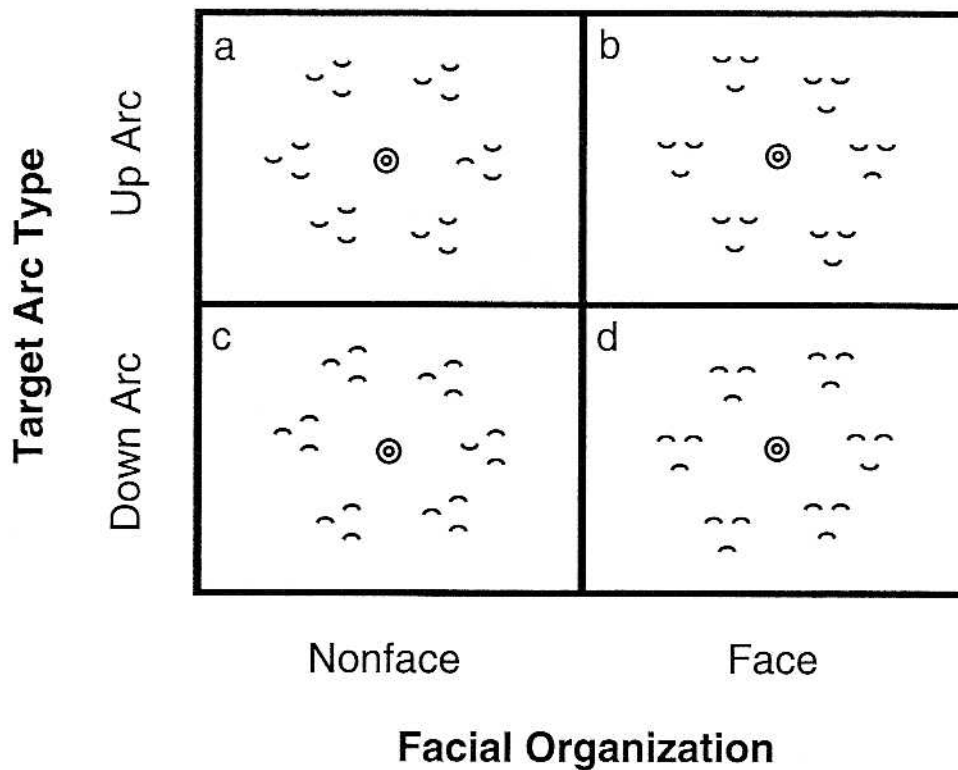 a
b
Up Arc
Target Arc Type
c
d
Down Arc
Nonface
Face
Facial Organization